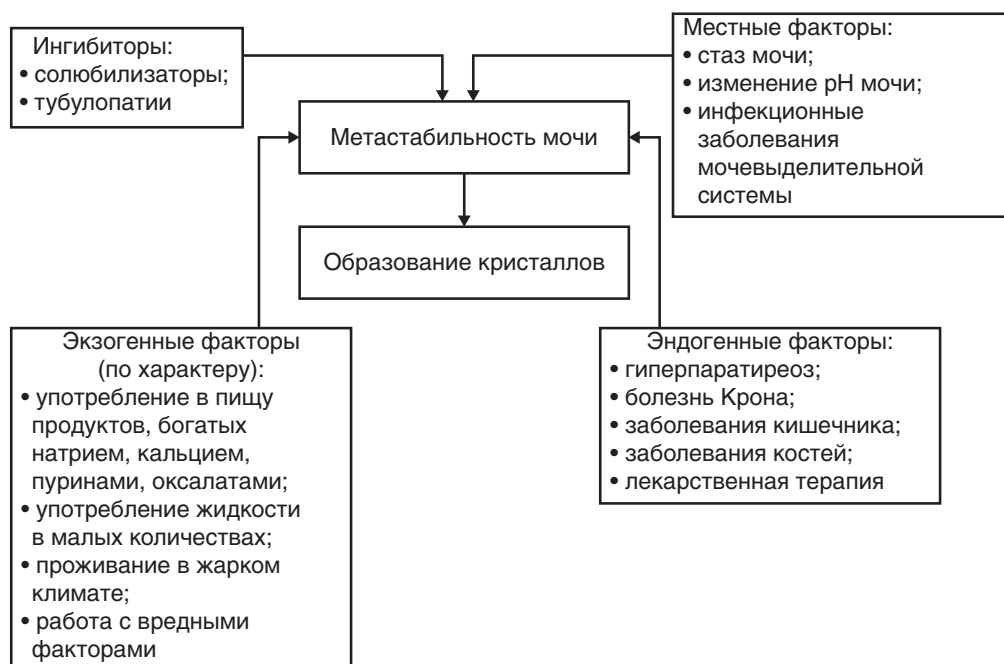 Ингибиторы:
• солюбилизаторы;
• тубулопатии
Местные факторы:
• стаз мочи;
• изменение pH мочи;
• инфекционные
заболевания
мочевыделительной
системы
Метастабильность мочи
Образование кристаллов
Экзогенные факторы
(по характеру):
• употребление в пищу
продуктов, богатых
натрием, кальцием,
пуринами, оксалатами;
• употребление жидкости
в малых количествах;
• проживание в жарком
климате;
• работа с вредными
факторами
Эндогенные факторы:
• гиперпаратиреоз;
• болезнь Крона;
• заболевания кишечника;
• заболевания костей;
• лекарственная терапия